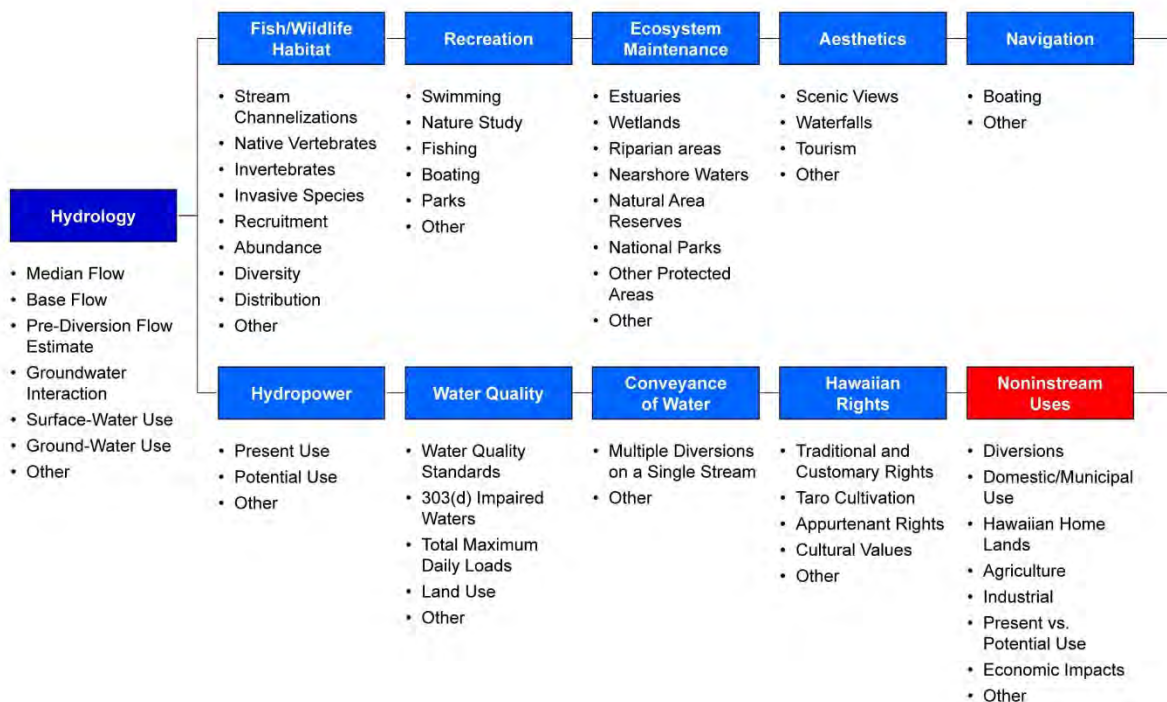 Hydrology
• Median Flow
• Base Flow
• Pre-Diversion Flow
Estimate
• Groundwater
Interaction
• Surface-Water Use
• Ground-Water Use
• Other
Fish/Wildlife
Habitat
• Stream
Channelizations
• Native Vertebrates
• Invertebrates
• Invasive Species
• Recruitment
• Abundance
• Diversity
• Distribution
• Other
Recreation
• Swimming
• Nature Study
• Fishing
• Boating
• Parks
• Other
Ecosystem
Maintenance
• Estuaries
• Wetlands
• Riparian areas
• Nearshore Waters
• Natural Area
Reserves
• National Parks
• Other Protected
Areas
• Other
Aesthetics
• Scenic Views
• Waterfalls
• Tourism
• Other
Navigation
• Boating
• Other
Hydropower
• Present Use
• Potential Use
• Other
Water Quality
• Water Quality
Standards
• 303(d) Impaired
Waters
• Total Maximum
Daily Loads
• Land Use
• Other
Conveyance
of Water
• Multiple Diversions
on a Single Stream
• Other
Hawaiian
Rights
• Traditional and
Customary Rights
• Taro Cultivation
• Appurtenant Rights
• Cultural Values
• Other
Noninstream
Uses
• Diversions
• Domestic/Municipal
Use
• Hawaiian Home
Lands
• Agriculture
• Industrial
• Present vs.
Potential Use
• Economic Impacts
• Other